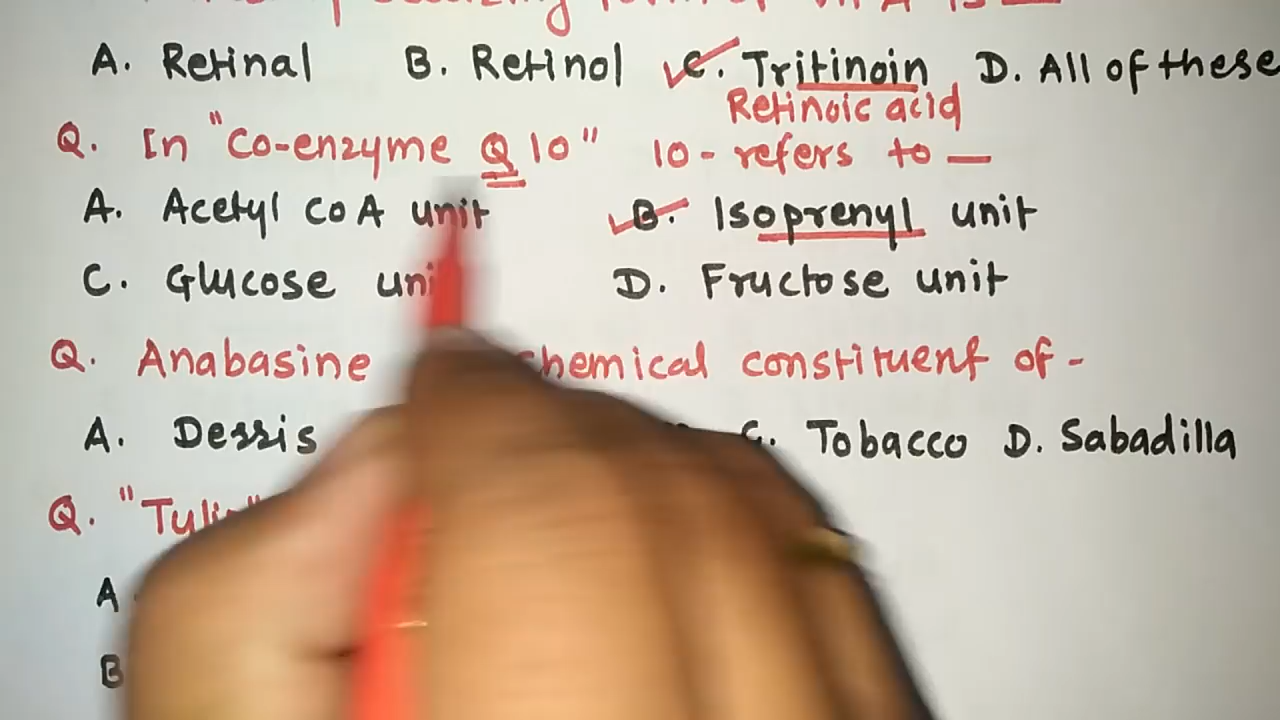 A. Retinal B. Retinol C. Tritinoin D. All of these
Retinoic acid
Q. In "Co-enzyme Q10" 10- refers to —
A. Acetyl CoA unit B. Isoprenyl unit
C. Glucose D. Fructose unit
Q. Anabasine chemical constituent of -
A. Derris C. Tobacco D. Sabadilla
Q.
A
B